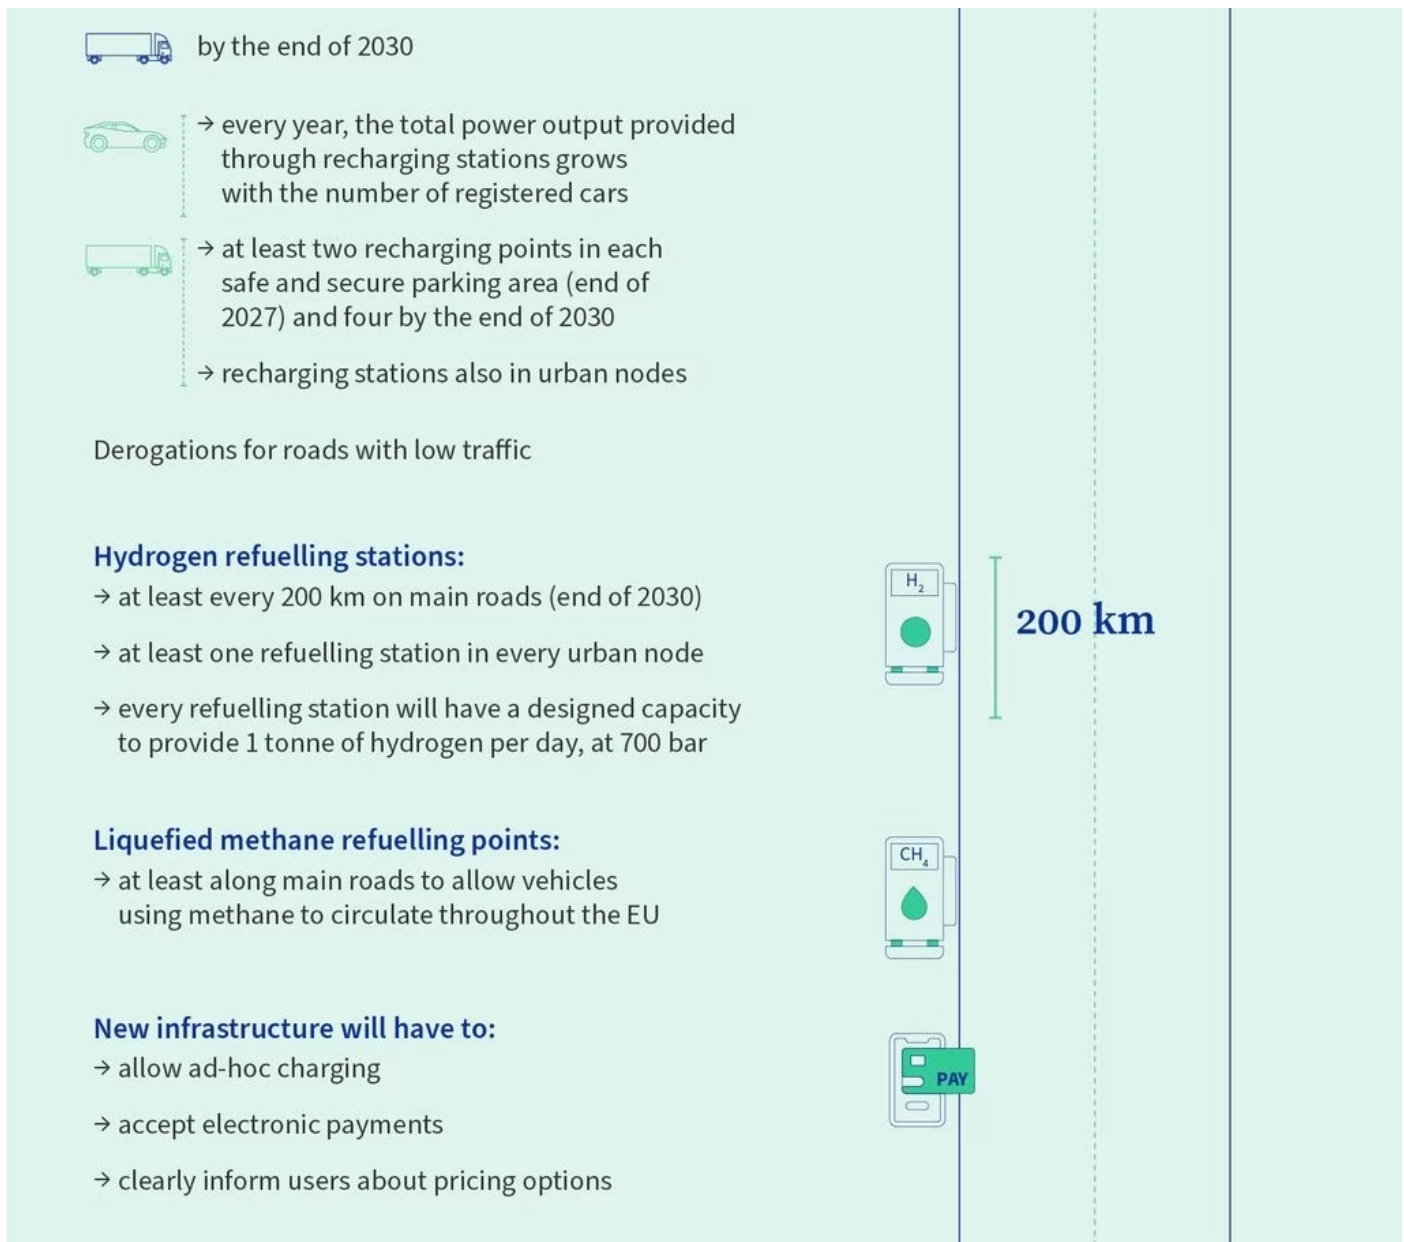 by the end of 2030
→ every year, the total power output provided
through recharging stations grows
with the number of registered cars
→ at least two recharging points in each
safe and secure parking area (end of
2027) and four by the end of 2030
→ recharging stations also in urban nodes
Derogations for roads with low traffic
Hydrogen refuelling stations:
→ at least every 200 km on main roads (end of 2030)
→ at least one refuelling station in every urban node
→ every refuelling station will have a designed capacity
to provide 1 tonne of hydrogen per day, at 700 bar
H₂
200 km
Liquefied methane refuelling points:
→ at least along main roads to allow vehicles
using methane to circulate throughout the EU
CH₄
New infrastructure will have to:
→ allow ad-hoc charging
→ accept electronic payments
→ clearly inform users about pricing options
PAY